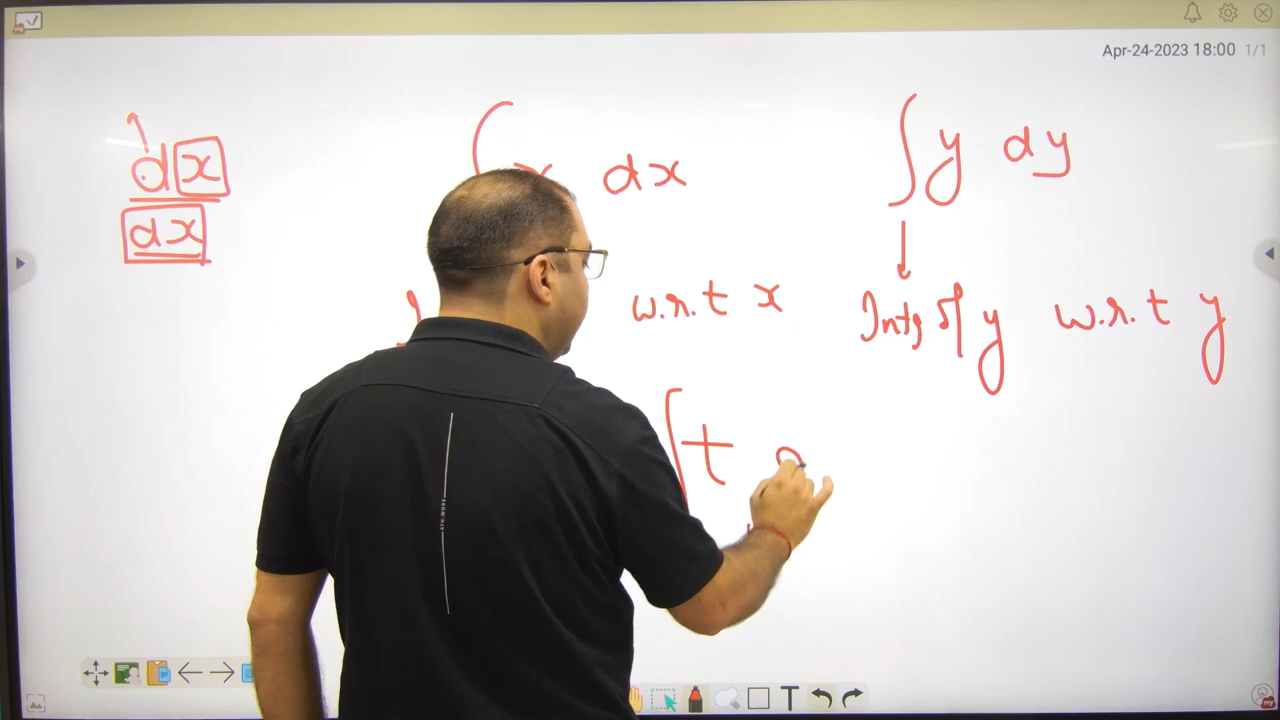 Apr-24-2023 18:00 1/1
dx
dx
∫x dx
∫y dy
w.r.t x
Intg of y w.r.t y
∫t